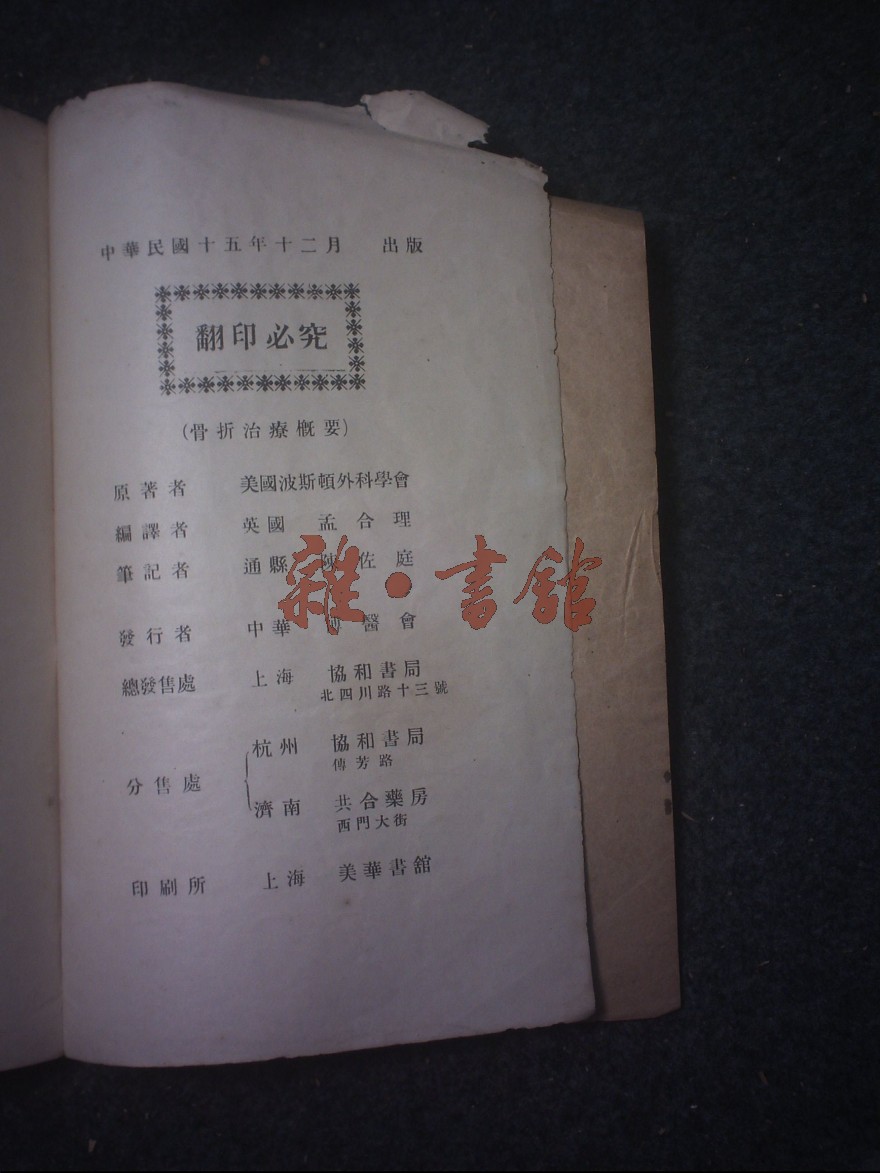 中華民國十五年十二月 出版
翻印必究
(骨折治療概要)
原著者 美國波斯頓外科學會
編譯者 英國 孟合理
筆記者 通縣 陳佐庭
發行者 中華 醫會
總發售處 上海 協和書局
北四川路十三號
分售處 杭州 協和書局
傳芳路
濟南 共合藥房
西門大街
印刷所 上海 美華書館
雜·書館